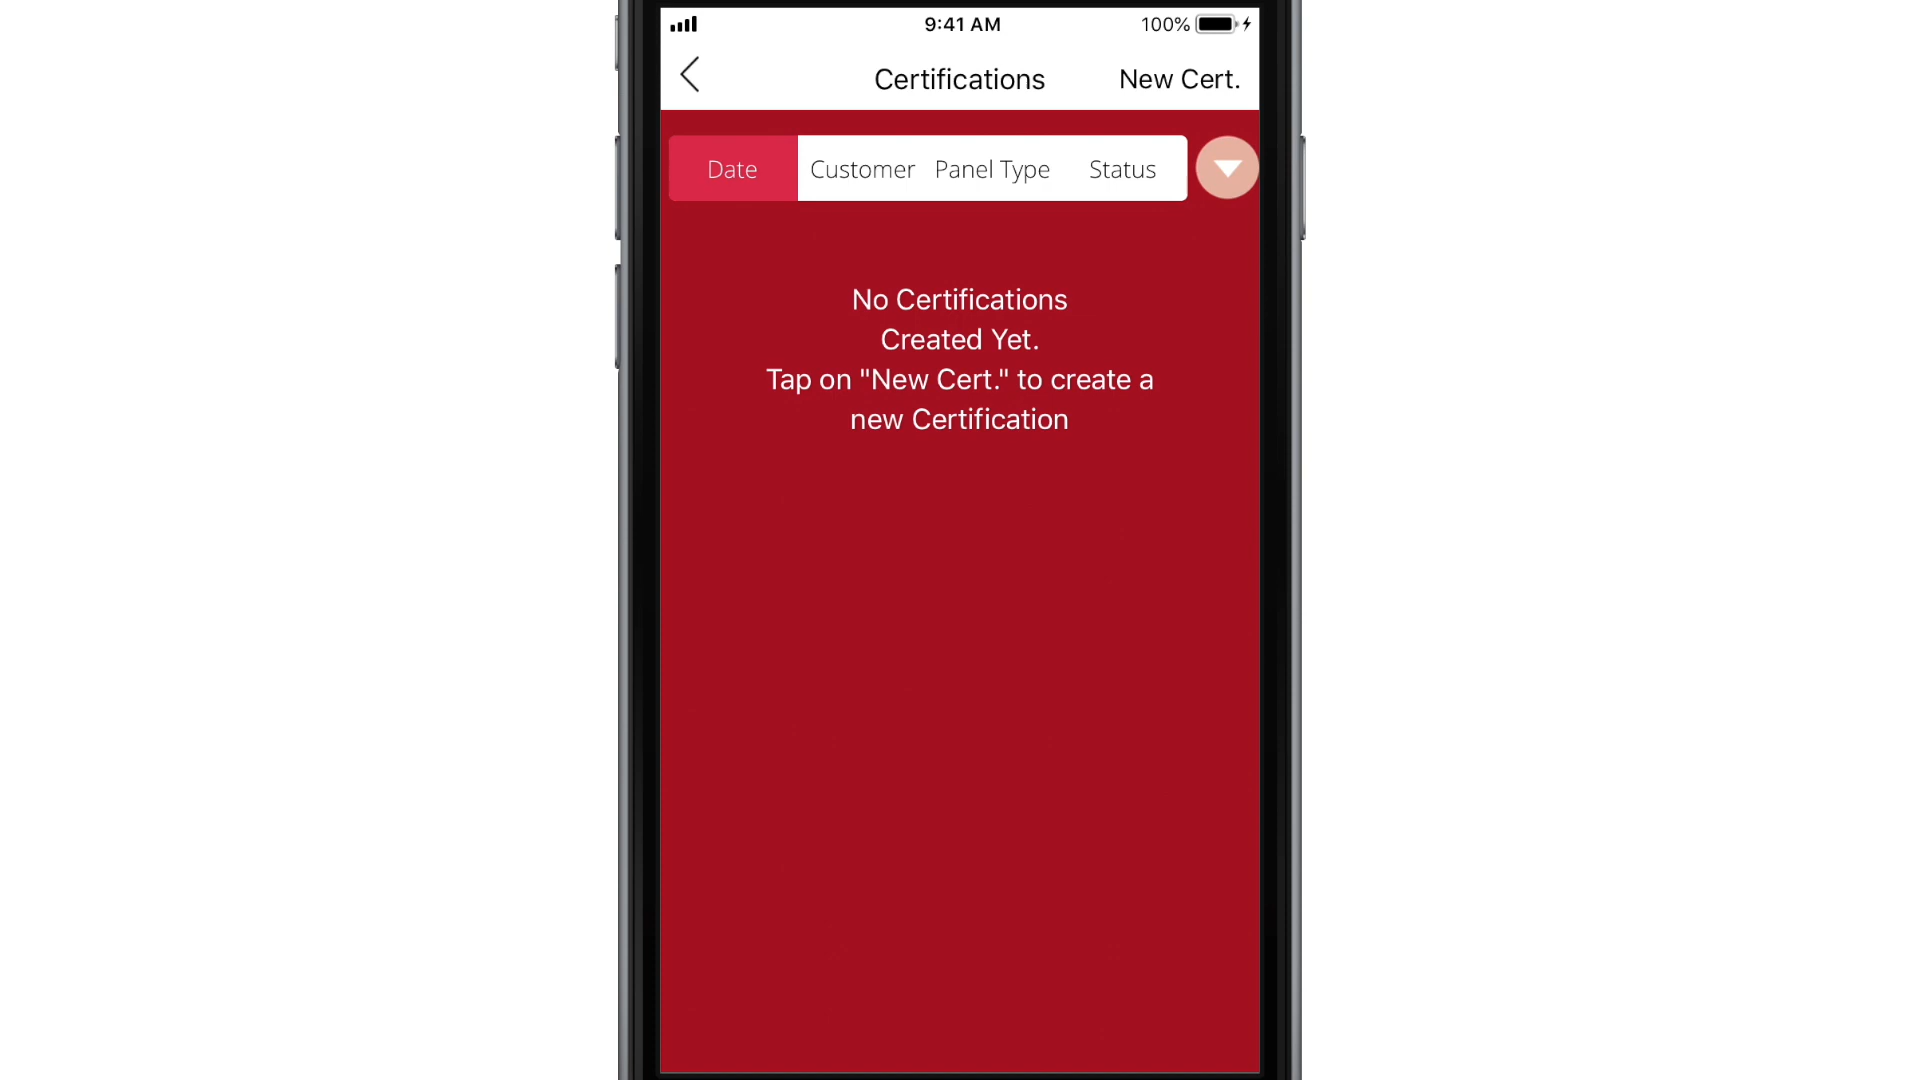 9:41 AM 100%
Certifications New Cert.
Date Customer Panel Type Status
No Certifications
Created Yet.
Tap on "New Cert." to create a
new Certification